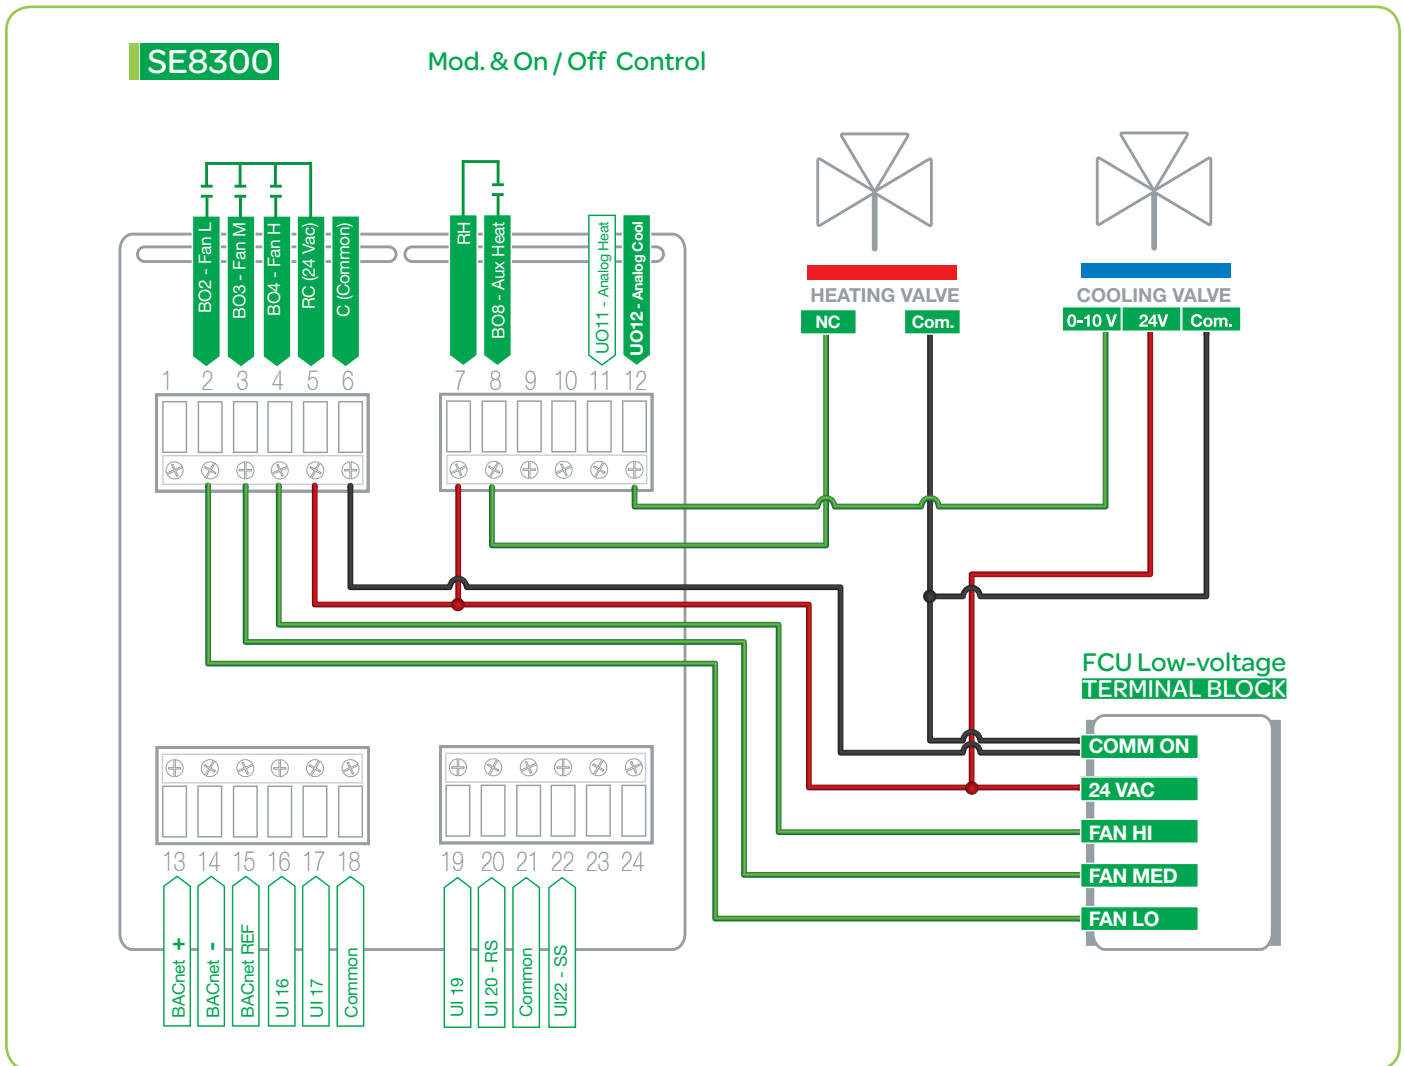 SE8300
Mod. & On / Off Control
BO2 - Fan L
BO3 - Fan M
BO4 - Fan H
RC (24 Vac)
C (Common)
RH
BO8 - Aux Heat
UO11 - Analog Heat
UO12 - Analog Cool
1 2 3 4 5 6
7 8 9 10 11 12
HEATING VALVE
NC
Com.
COOLING VALVE
0-10 V
24V
Com.
FCU Low-voltage
TERMINAL BLOCK
COMM ON
24 VAC
FAN HI
FAN MED
FAN LO
13 14 15 16 17 18
19 20 21 22 23 24
BACnet +
BACnet -
BACnet REF
UI 16
UI 17
Common
UI 19
UI 20 - RS
Common
UI22 - SS